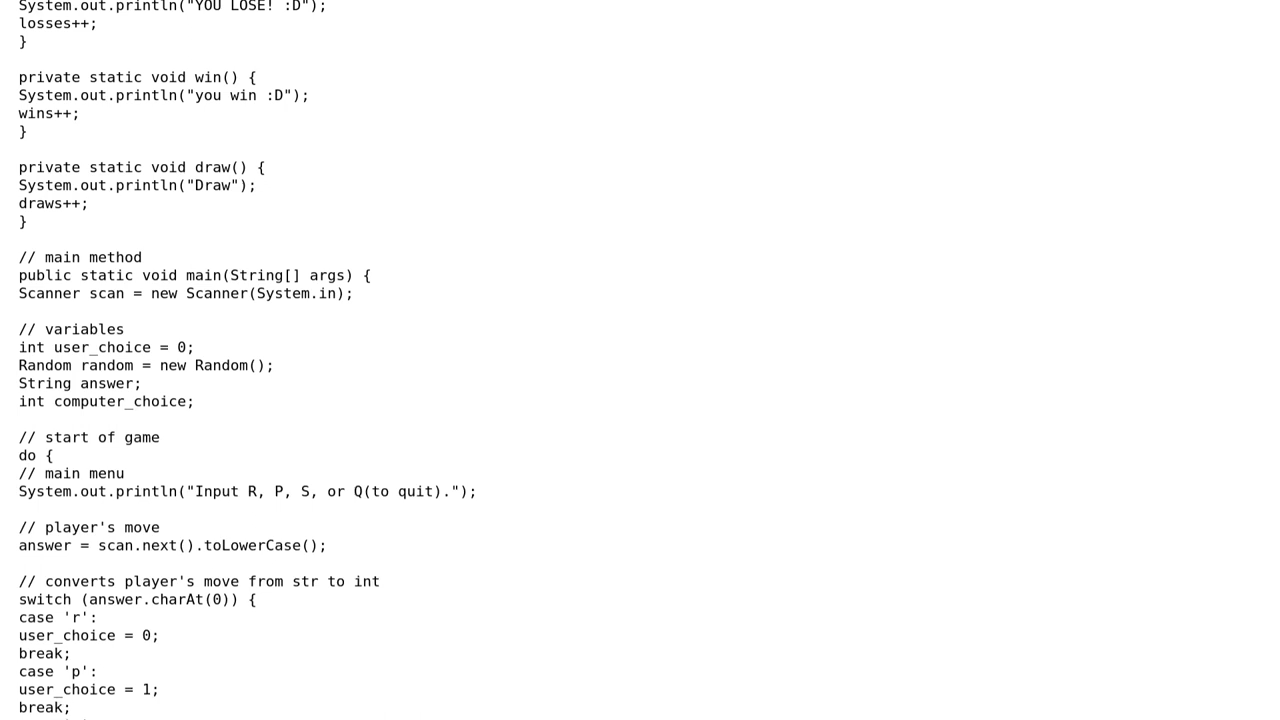 System.out.println("YOU LOSE! :D");
losses++;
}

private static void win() {
System.out.println("you win :D");
wins++;
}

private static void draw() {
System.out.println("Draw");
draws++;
}

// main method
public static void main(String[] args) {
Scanner scan = new Scanner(System.in);

// variables
int user_choice = 0;
Random random = new Random();
String answer;
int computer_choice;

// start of game
do {
// main menu
System.out.println("Input R, P, S, or Q(to quit).");

// player's move
answer = scan.next().toLowerCase();

// converts player's move from str to int
switch (answer.charAt(0)) {
case 'r':
user_choice = 0;
break;
case 'p':
user_choice = 1;
break;